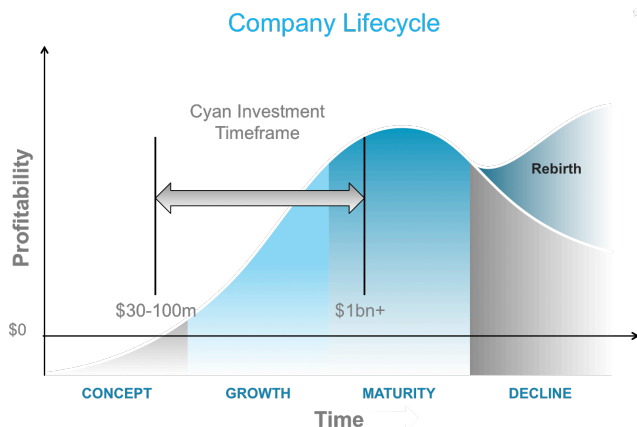 Company Lifecycle
Cyan Investment
Timeframe
Profitability
Rebirth
$30-100m
$1bn+
$0
CONCEPT
GROWTH
MATURITY
DECLINE
Time